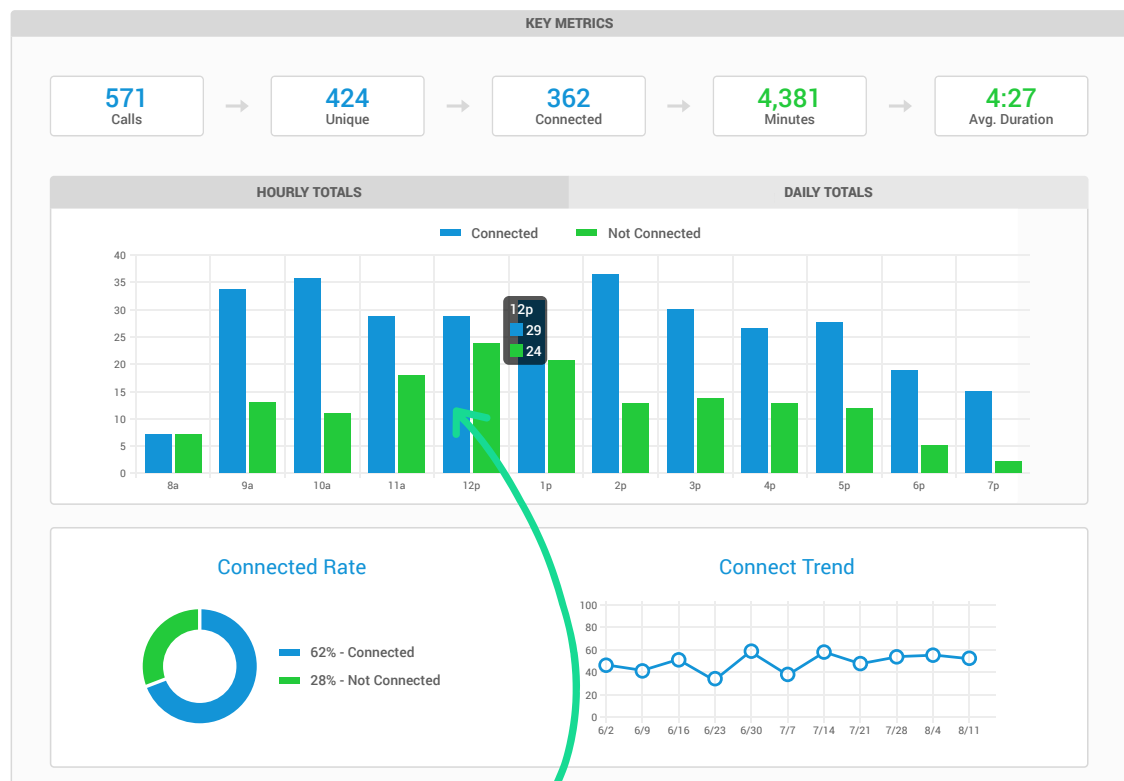 KEY METRICS
571 424 362 4,381 4:27
Calls Unique Connected Minutes Avg. Duration
HOURLY TOTALS DAILY TOTALS
Connected Not Connected
40
35
30
25
20
15
10
5
0
12p
29
24
8a 9a 10a 11a 12p 1p 2p 3p 4p 5p 6p 7p
Connected Rate
62% - Connected
28% - Not Connected
Connect Trend
100
80
60
40
20
0
6/2 6/9 6/16 6/23 6/30 7/7 7/14 7/21 7/28 8/4 8/11